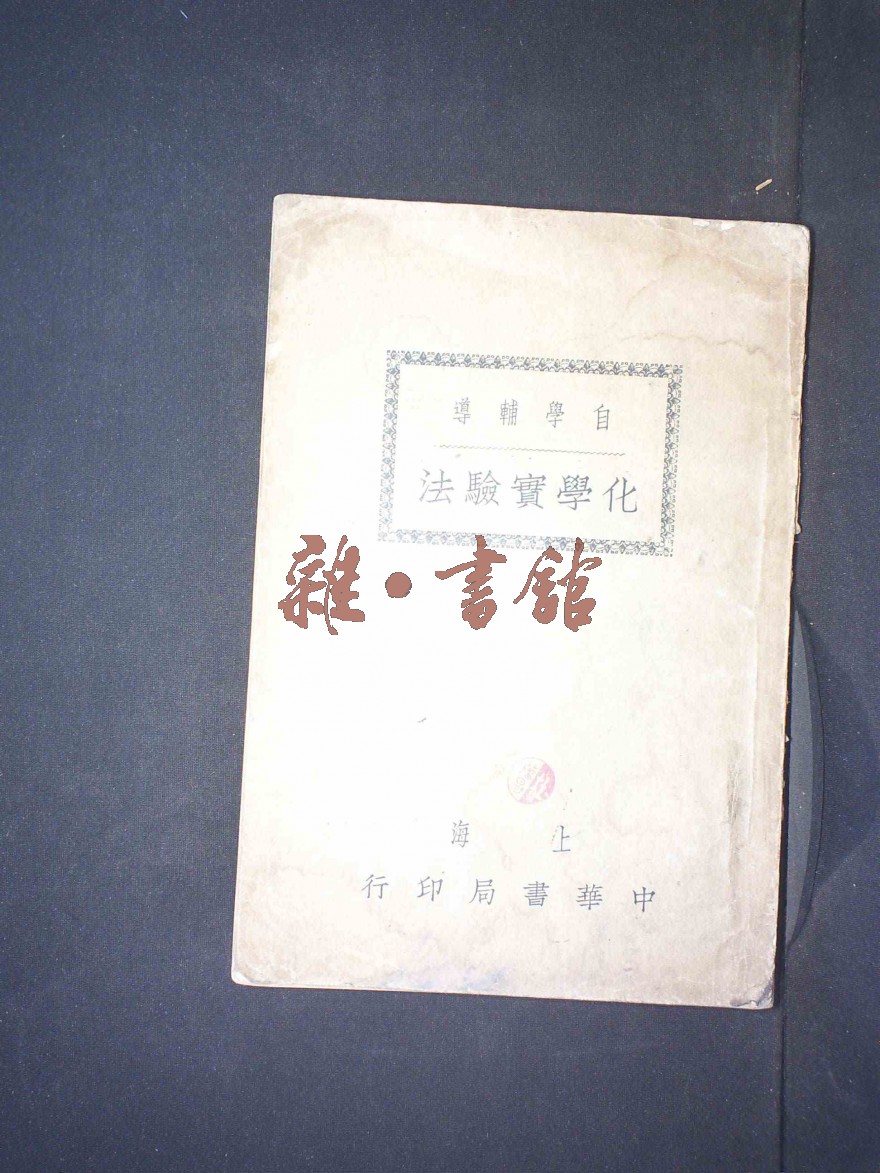 自學輔導
化學實驗法
雜·書館
上海
中華書局印行